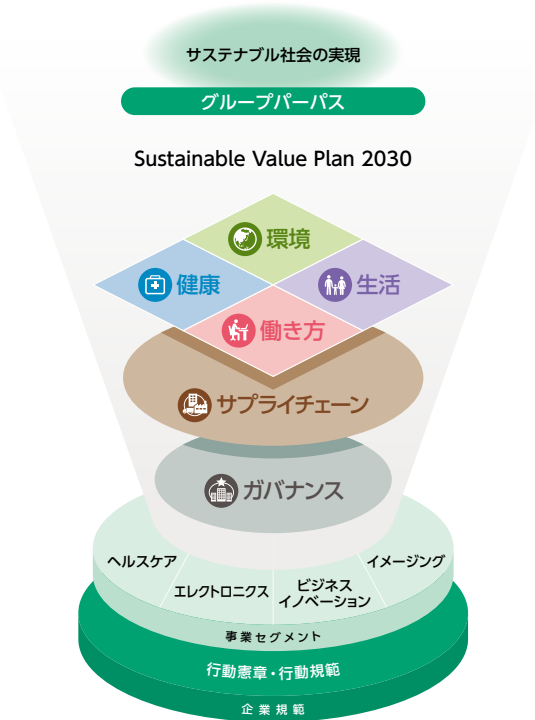 サステナブル社会の実現
グループパーパス
Sustainable Value Plan 2030
環境
健康
生活
働き方
サプライチェーン
ガバナンス
ヘルスケア
エレクトロニクス
ビジネス
イノベーション
イメージング
事業セグメント
行動憲章・行動規範
企業規範